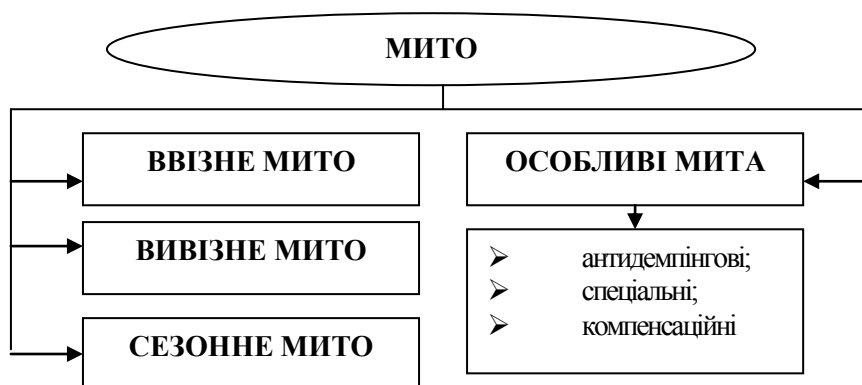 МИТО
ВВІЗНЕ МИТО
ВИВІЗНЕ МИТО
СЕЗОННЕ МИТО
ОСОБЛИВІ МИТА
➢ антидемпінгові;
➢ спеціальні;
➢ компенсаційні